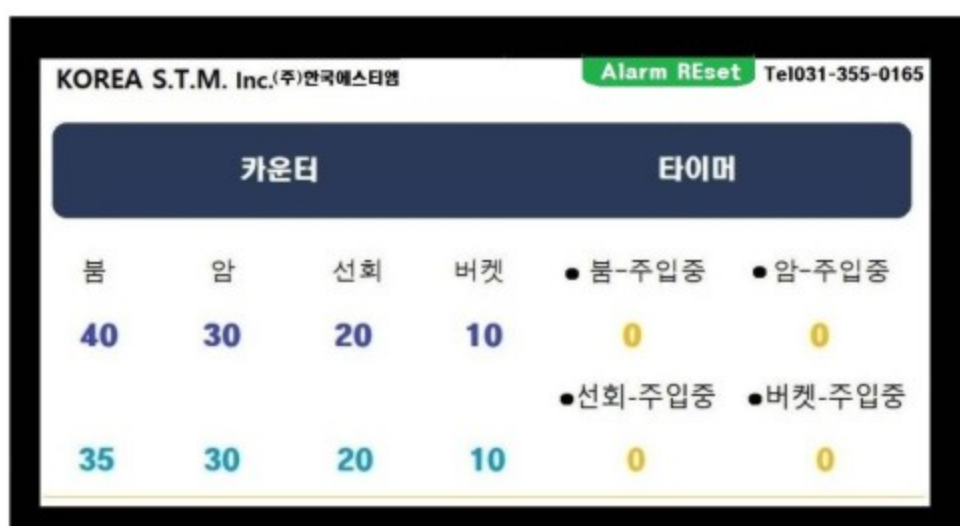 KOREA S.T.M. Inc.(주)한국에스티엠 Alarm REset Tel031-355-0165
카운터 타이머
붐 암 선회 버켓 • 붐-주입중 • 암-주입중
40 30 20 10 0 0
•선회-주입중 •버켓-주입중
35 30 20 10 0 0